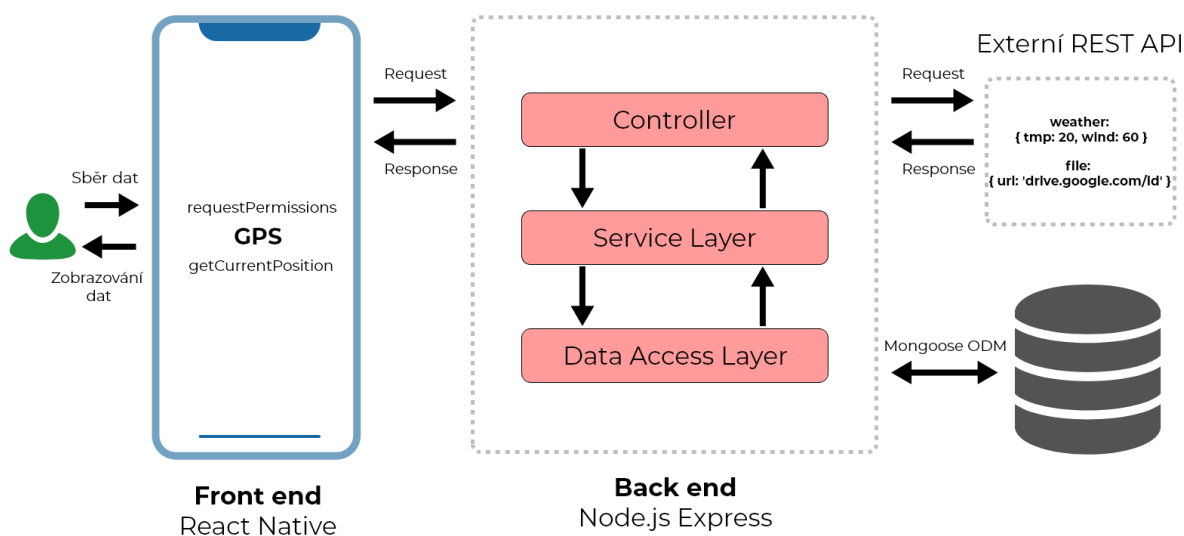 Sběr dat
Zobrazování
dat
requestPermissions
GPS
getCurrentPosition
Front end
React Native
Request
Response
Controller
Service Layer
Data Access Layer
Back end
Node.js Express
Request
Response
Externí REST API
weather:
{ tmp: 20, wind: 60 }
file:
{ url: 'drive.google.com/Id' }
Mongoose ODM